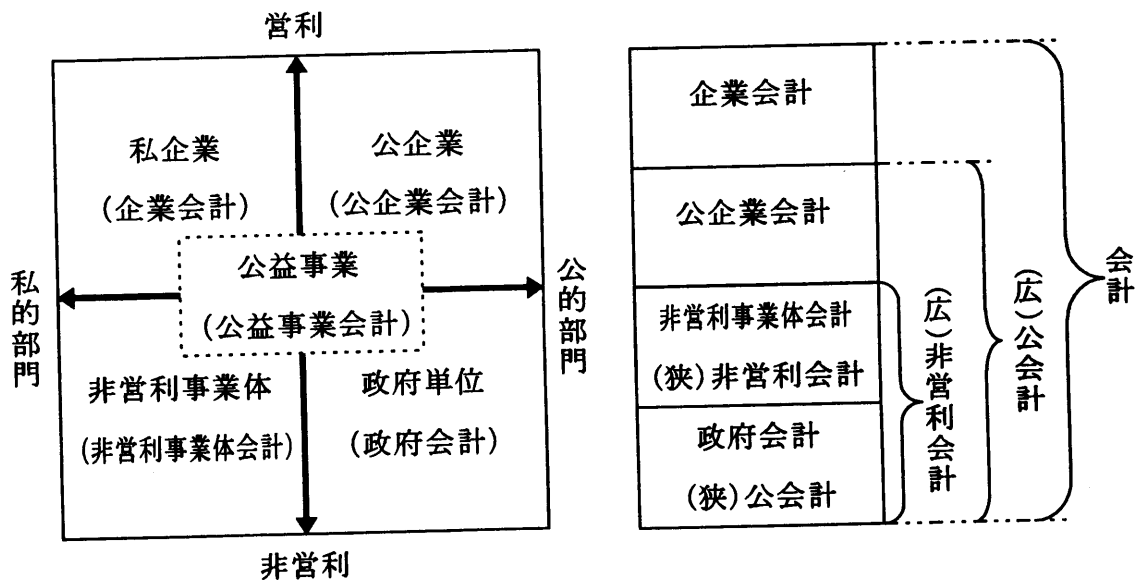 営利
私企業
(企業会計)
公企業
(公企業会計)
公益事業
(公益事業会計)
私的部門
公的部門
非営利事業体
(非営利事業体会計)
政府単位
(政府会計)
非営利
企業会計
公企業会計
非営利事業体会計
(狭)非営利会計
政府会計
(狭)公会計
(広)非営利会計
(広)公会計
会計